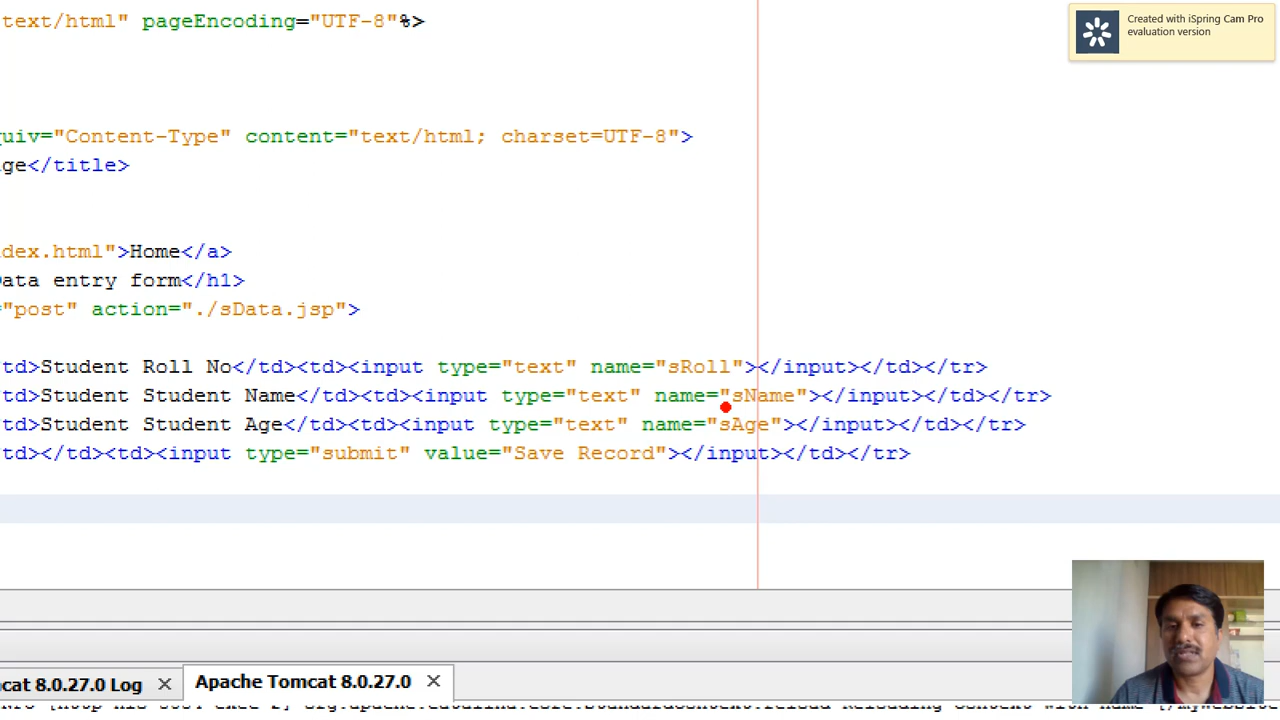 text/html" pageEncoding="UTF-8"%>
Created with iSpring Cam Pro
evaluation version
quiv="Content-Type" content="text/html; charset=UTF-8">
ge</title>
dex.html">Home</a>
Data entry form</h1>
="post" action="./sData.jsp">
td>Student Roll No</td><td><input type="text" name="sRoll"></input></td></tr>
td>Student Student Name</td><td><input type="text" name="sName"></input></td></tr>
td>Student Student Age</td><td><input type="text" name="sAge"></input></td></tr>
td></td><td><input type="submit" value="Save Record"></input></td></tr>
cat 8.0.27.0 Log
Apache Tomcat 8.0.27.0